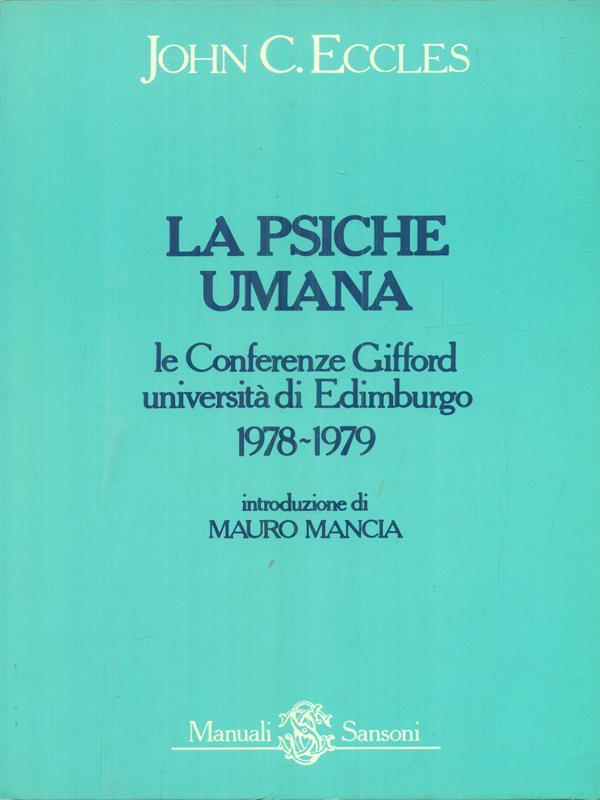 JOHN C. ECCLES
LA PSICHE
UMANA
le Conferenze Gifford
università di Edimburgo
1978~1979
introduzione di
MAURO MANCIA
Manuali Sansoni